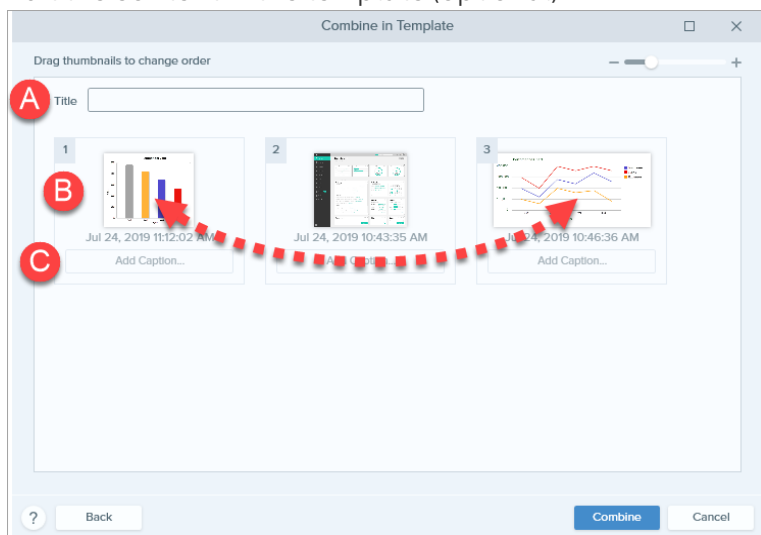 Combine in Template
Drag thumbnails to change order
A
Title
1
2
3
B
Jul 24, 2019 11:12:02 AM
Jul 24, 2019 10:43:35 AM
Jul 24, 2019 10:46:36 AM
C
Add Caption...
Add Caption...
Add Caption...
?
Back
Combine
Cancel